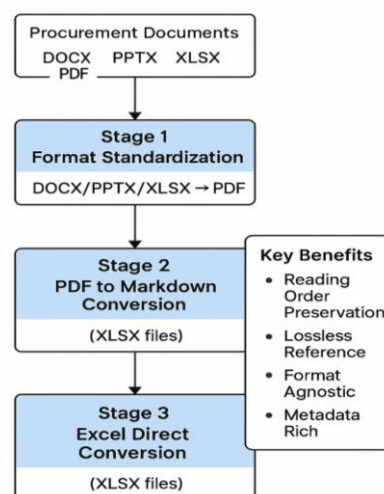 Procurement Documents
DOCX PPTX XLSX
PDF
Stage 1
Format Standardization
DOCX/PPTX/XLSX → PDF
Stage 2
PDF to Markdown
Conversion
(XLSX files)
Key Benefits
• Reading
Order
Preservation
• Lossless
Reference
• Format
Agnostic
• Metadata
Rich
Stage 3
Excel Direct
Conversion
(XLSX files)